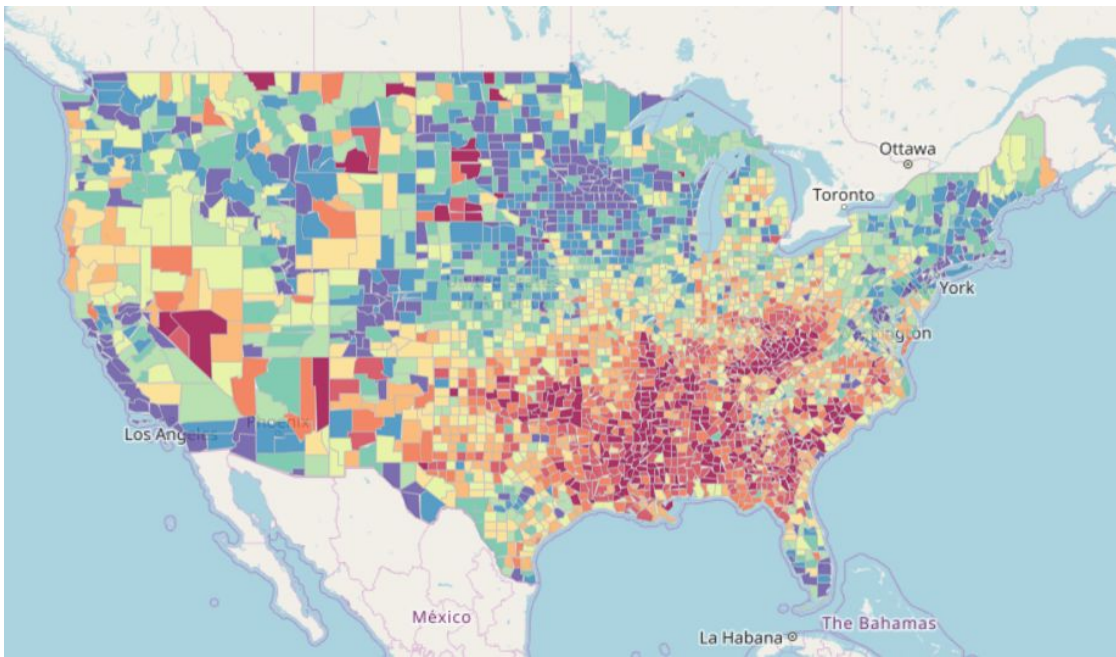 Ottawa
Toronto
York
Los Angeles
Phoenix
México
The Bahamas
La Habana